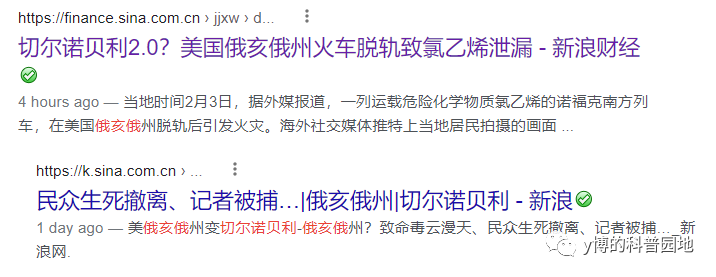 https://finance.sina.com.cn › jjxw › d...
切尔诺贝利2.0？美国俄亥俄州火车脱轨致氯乙烯泄漏 - 新浪财经
4 hours ago — 当地时间2月3日，据外媒报道，一列运载危险化学物质氯乙烯的诺福克南方列
车，在美国俄亥俄州脱轨后引发火灾。海外社交媒体推特上当地居民拍摄的画面 ...
https://k.sina.com.cn › ...
民众生死撤离、记者被捕...|俄亥俄州|切尔诺贝利 - 新浪
1 day ago — 美俄亥俄州变切尔诺贝利-俄亥俄州？致命毒云漫天、民众生死撤离、记者被捕..._新
浪网.
y博的科普园地